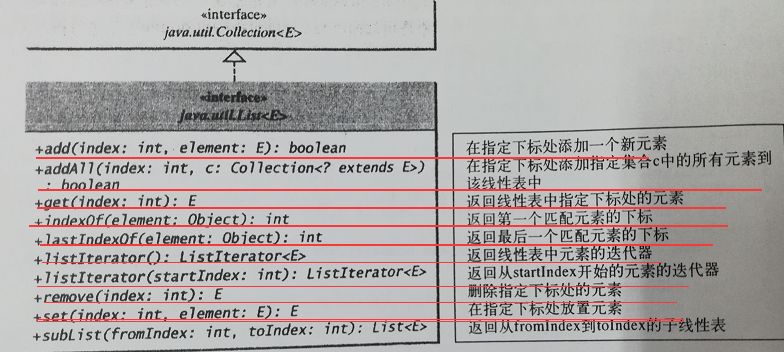 «interface»
java.util.Collection<E>
«interface»
java.util.List<E>
+add(index: int, element: E): boolean
+addAll(index: int, c: Collection<? extends E>)
: boolean
+get(index: int): E
+indexOf(element: Object): int
+lastIndexOf(element: Object): int
+listIterator(): ListIterator<E>
+listIterator(startIndex: int): ListIterator<E>
+remove(index: int): E
+set(index: int, element: E): E
+subList(fromIndex: int, toIndex: int): List<E>
在指定下标处添加一个新元素
在指定下标处添加指定集合c中的所有元素到
该线性表中
返回线性表中指定下标处的元素
返回第一个匹配元素的下标
返回最后一个匹配元素的下标
返回线性表中元素的迭代器
返回从startIndex开始的元素的迭代器
删除指定下标处的元素
在指定下标处放置元素
返回从fromIndex到toIndex的子线性表